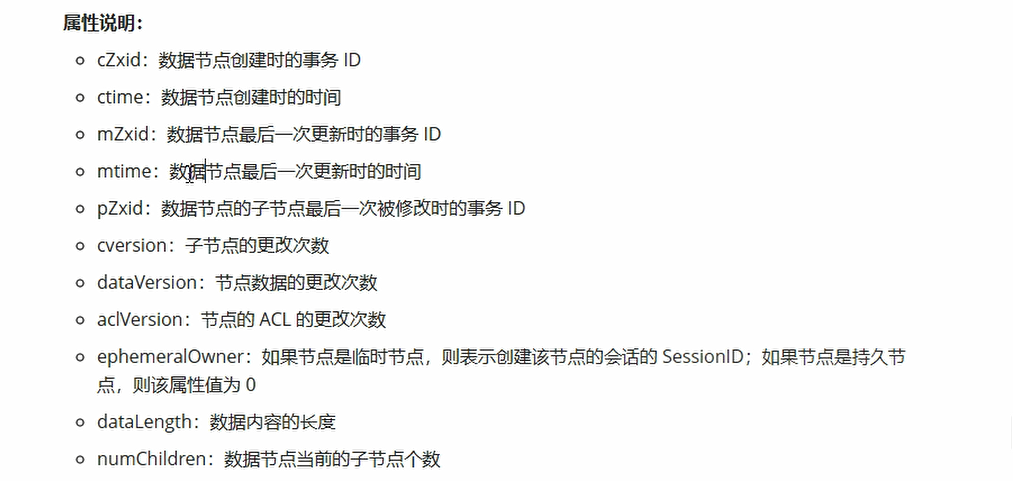 属性说明：
cZxid：数据节点创建时的事务 ID
ctime：数据节点创建时的时间
mZxid：数据节点最后一次更新时的事务 ID
mtime：数据节点最后一次更新时的时间
pZxid：数据节点的子节点最后一次被修改时的事务 ID
cversion：子节点的更改次数
dataVersion：节点数据的更改次数
aclVersion：节点的 ACL 的更改次数
ephemeralOwner：如果节点是临时节点，则表示创建该节点的会话的 SessionID；如果节点是持久节
点，则该属性值为 0
dataLength：数据内容的长度
numChildren：数据节点当前的子节点个数